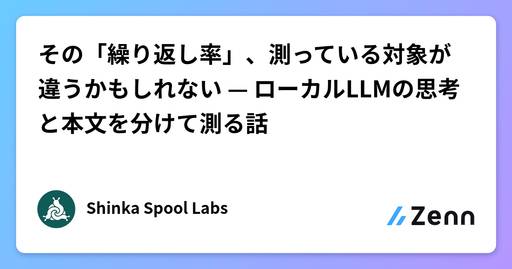 その「繰り返し率」、測っている対象が
違うかもしれない — ローカルLLMの思考
と本文を分けて測る話
Shinka Spool Labs
Zenn